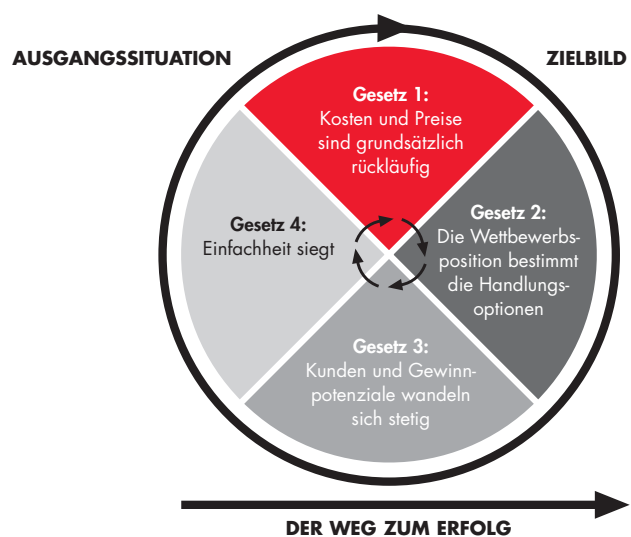 AUSGANGSSITUATION
ZIELBILD
Gesetz 1:
Kosten und Preise
sind grundsätzlich
rückläufig
Gesetz 2:
Die Wettbewerbs-
position bestimmt
die Handlungs-
optionen
Gesetz 3:
Kunden und Gewinn-
potenziale wandeln
sich stetig
Gesetz 4:
Einfachheit siegt
DER WEG ZUM ERFOLG